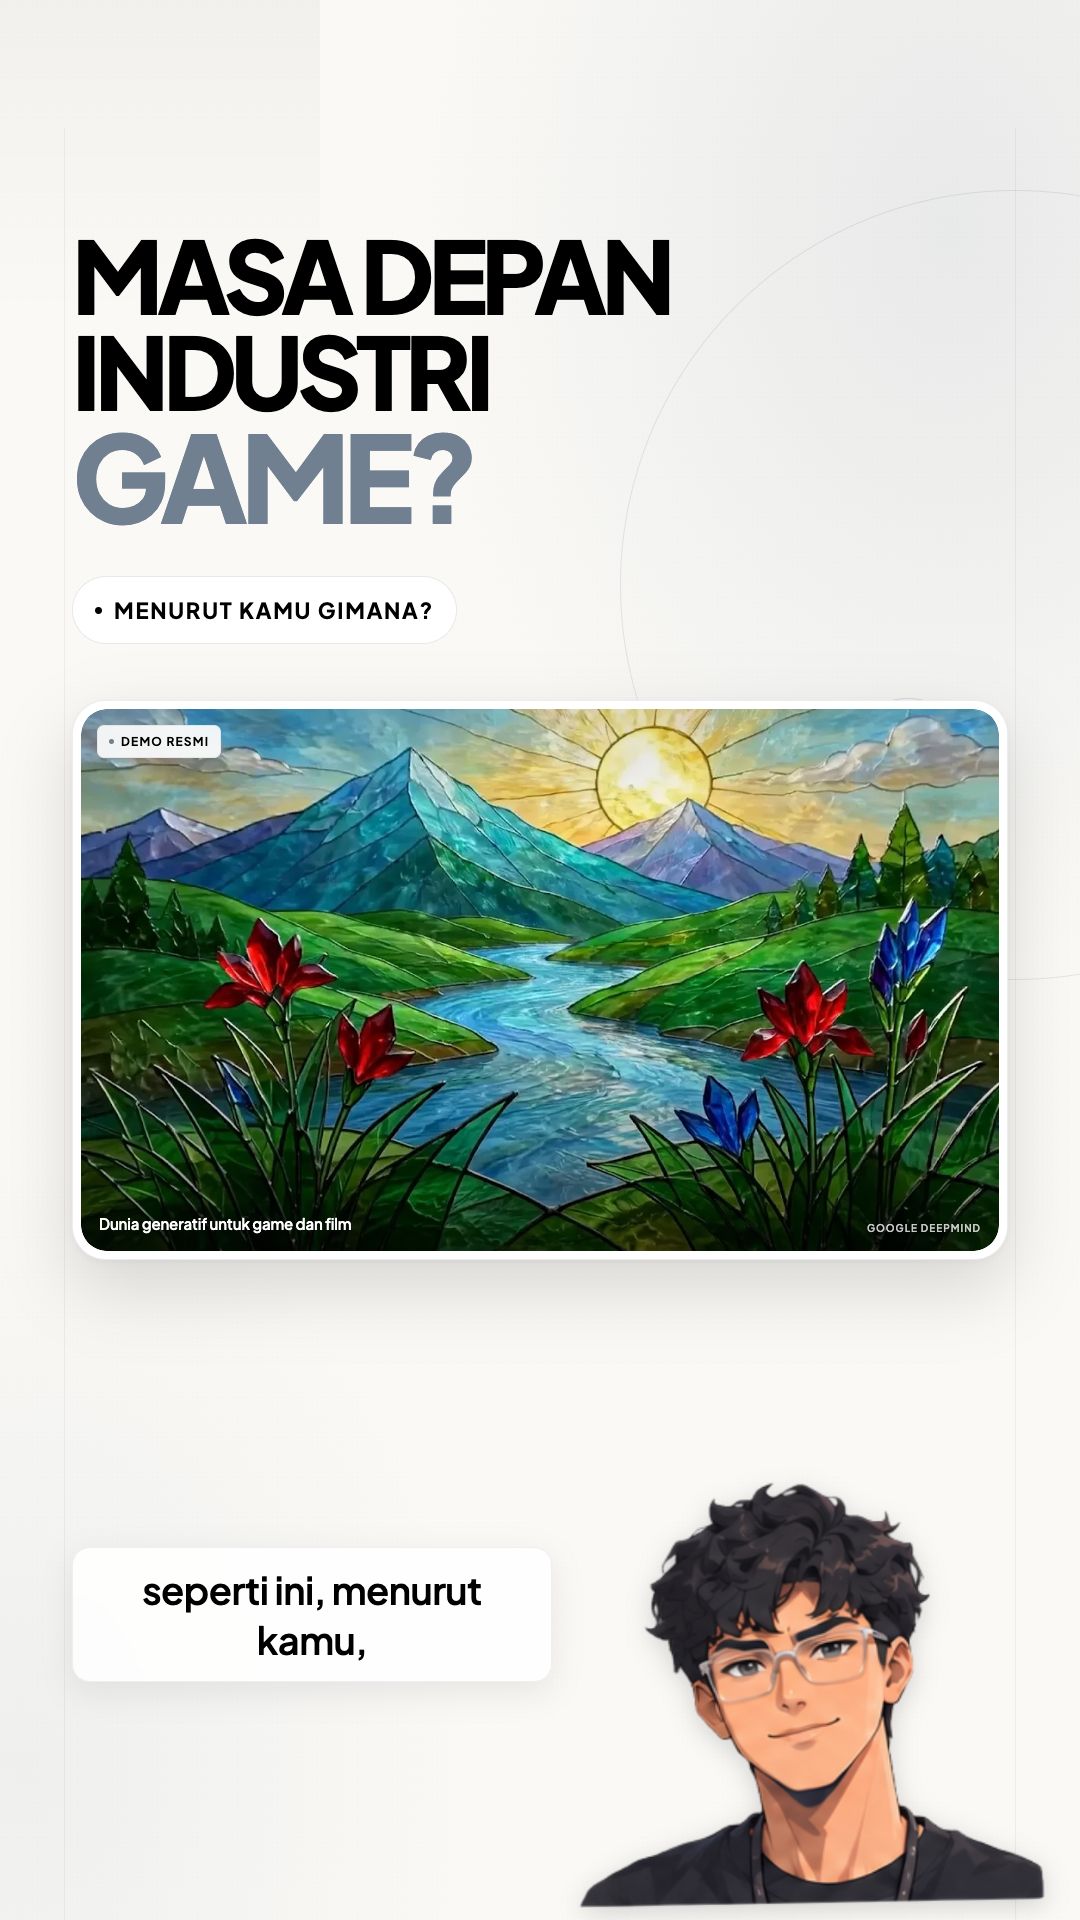 MASA DEPAN
INDUSTRI
GAME?
• MENURUT KAMU GIMANA?
• DEMO RESMI
Dunia generatif untuk game dan film
GOOGLE DEEPMIND
seperti ini, menurut
kamu,